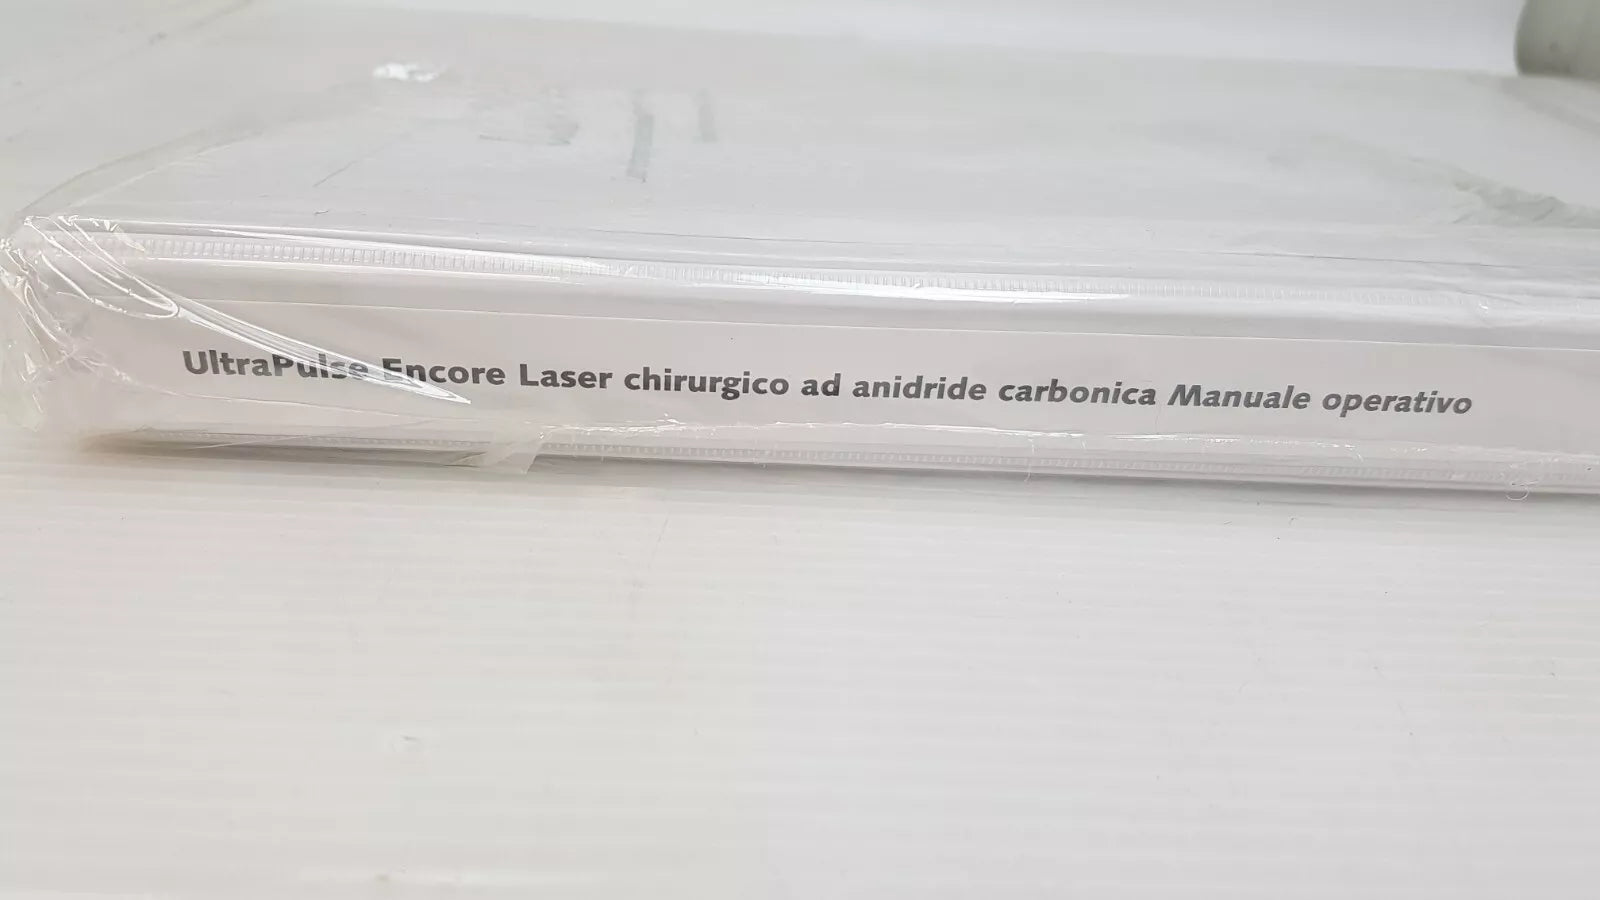 UltraPulse Encore Laser chirurgico ad anidride carbonica Manuale operativo